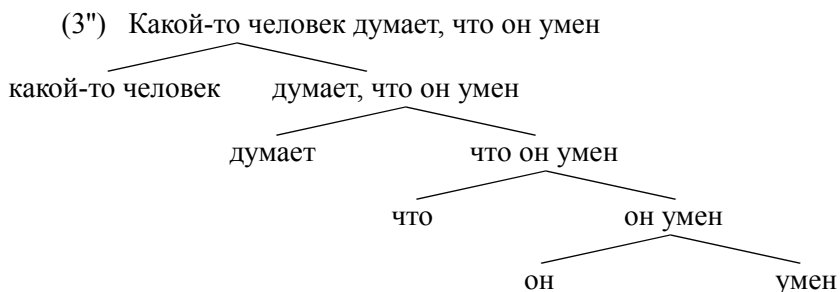 (3") Какой-то человек думает, что он умен
какой-то человек думает, что он умен
думает что он умен
что он умен
он умен